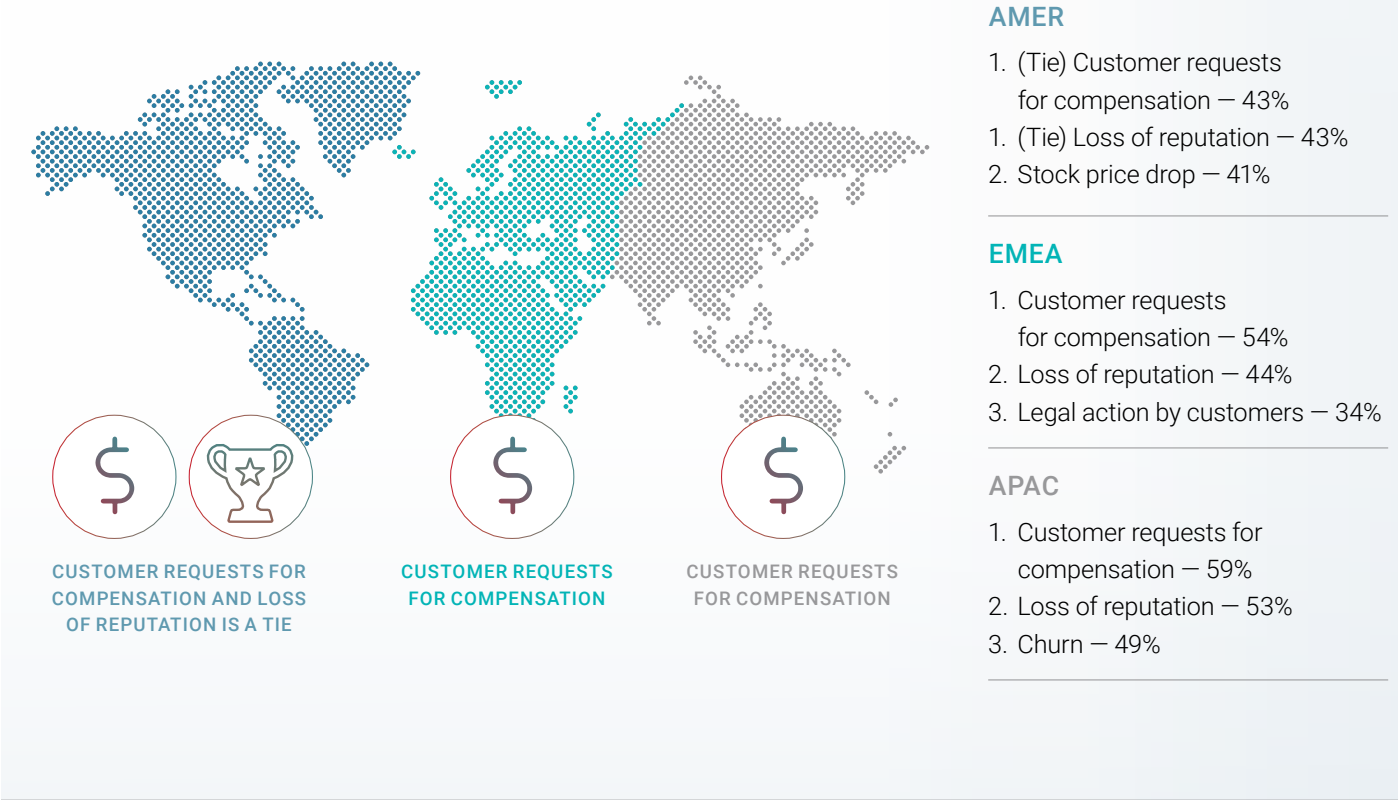 CUSTOMER REQUESTS FOR
COMPENSATION AND LOSS
OF REPUTATION IS A TIE
CUSTOMER REQUESTS
FOR COMPENSATION
CUSTOMER REQUESTS
FOR COMPENSATION
AMER
1. (Tie) Customer requests
for compensation — 43%
1. (Tie) Loss of reputation — 43%
2. Stock price drop — 41%
EMEA
1. Customer requests
for compensation — 54%
2. Loss of reputation — 44%
3. Legal action by customers — 34%
APAC
1. Customer requests for
compensation — 59%
2. Loss of reputation — 53%
3. Churn — 49%